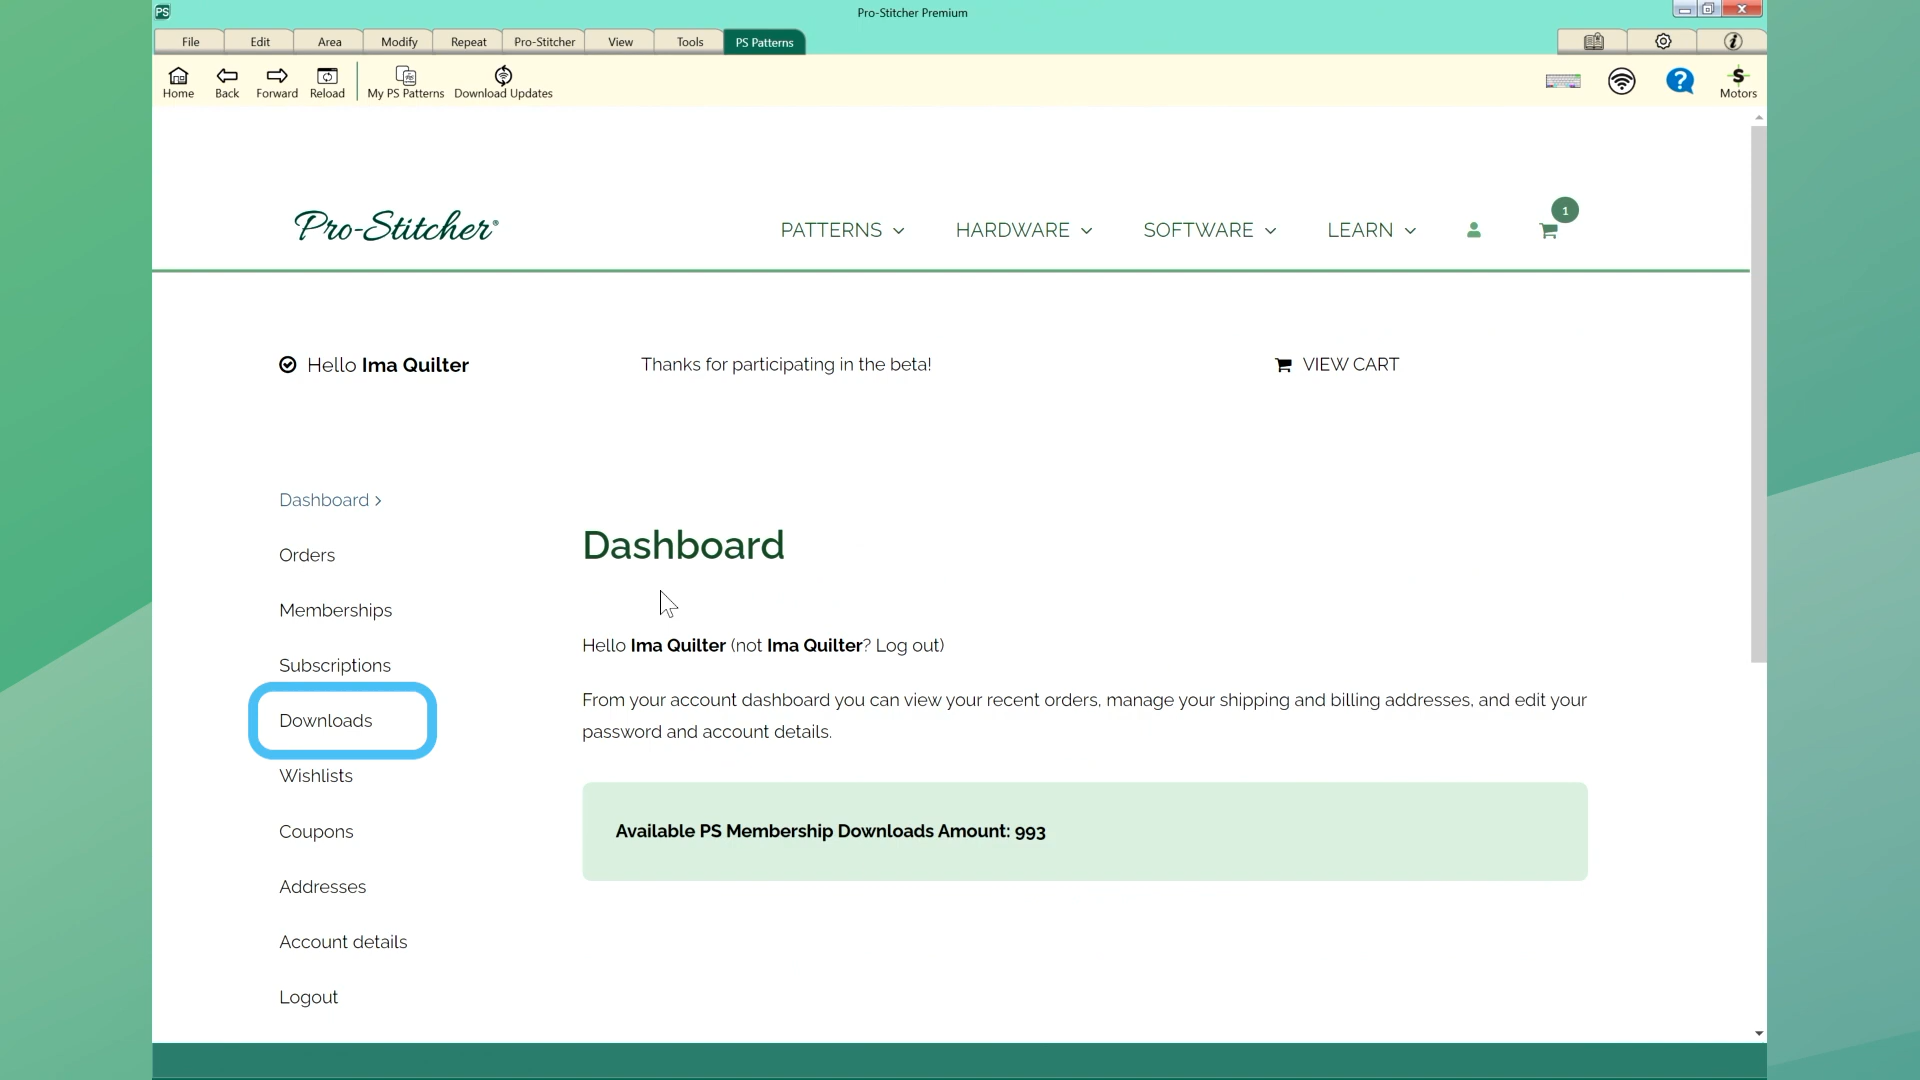 PS
Pro-Stitcher Premium
File Edit Area Modify Repeat Pro-Stitcher View Tools PS Patterns
Home Back Forward Reload My PS Patterns Download Updates Motors
Pro-Stitcher®
PATTERNS HARDWARE SOFTWARE LEARN 1
Hello Ima Quilter
Thanks for participating in the beta!
VIEW CART
Dashboard >
Orders
Memberships
Subscriptions
Downloads
Wishlists
Coupons
Addresses
Account details
Logout
Dashboard
Hello Ima Quilter (not Ima Quilter? Log out)
From your account dashboard you can view your recent orders, manage your shipping and billing addresses, and edit your
password and account details.
Available PS Membership Downloads Amount: 993